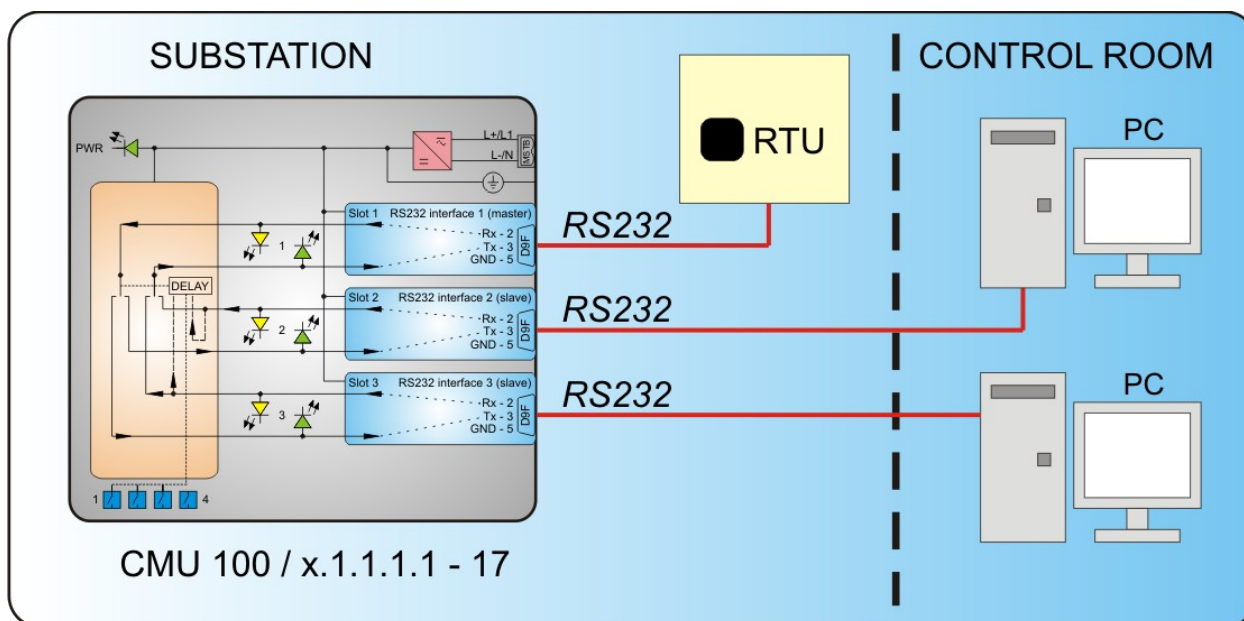 SUBSTATION
CONTROL ROOM
PWR
L+/L1
L-/N
MSTB
RTU
PC
Slot 1 RS232 interface 1 (master)
Rx - 2
Tx - 3
GND - 5
D9F
1
RS232
DELAY
Slot 2 RS232 interface 2 (slave)
Rx - 2
Tx - 3
GND - 5
D9F
2
RS232
Slot 3 RS232 interface 3 (slave)
Rx - 2
Tx - 3
GND - 5
D9F
3
RS232
PC
1 4
CMU 100 / x.1.1.1.1 - 17